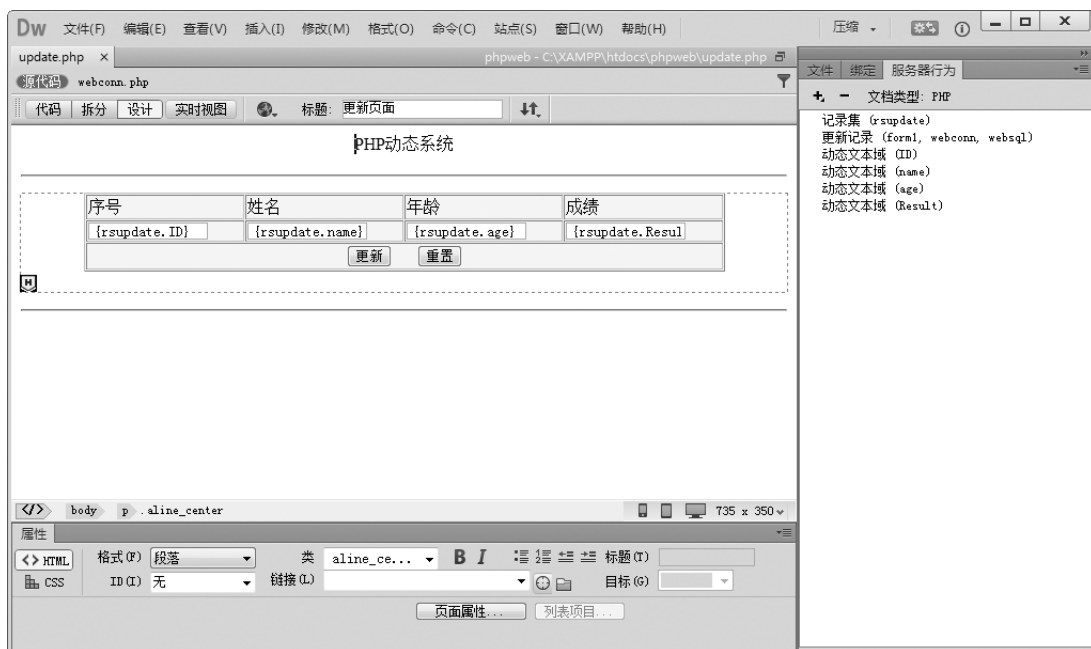 Dw 文件(F) 编辑(E) 查看(V) 插入(I) 修改(M) 格式(O) 命令(C) 站点(S) 窗口(W) 帮助(H) 压缩
update.php × phpweb - C:\XAMPP\htdocs\phpweb\update.php
源代码 webconn.php
代码 拆分 设计 实时视图 标题: 更新页面
PHP动态系统
序号 姓名 年龄 成绩
{rsupdate.ID} {rsupdate.name} {rsupdate.age} {rsupdate.Resul
更新 重置
</> body p .aline_center 735 x 350
属性
<> HTML 格式(F) 段落 类 aline_ce... B I 标题(T)
CSS ID(I) 无 链接(L) 目标(G)
页面属性... 列表项目...
文件 绑定 服务器行为
+ - 文档类型: PHP
记录集 (rsupdate)
更新记录 (form1, webconn, websql)
动态文本域 (ID)
动态文本域 (name)
动态文本域 (age)
动态文本域 (Result)